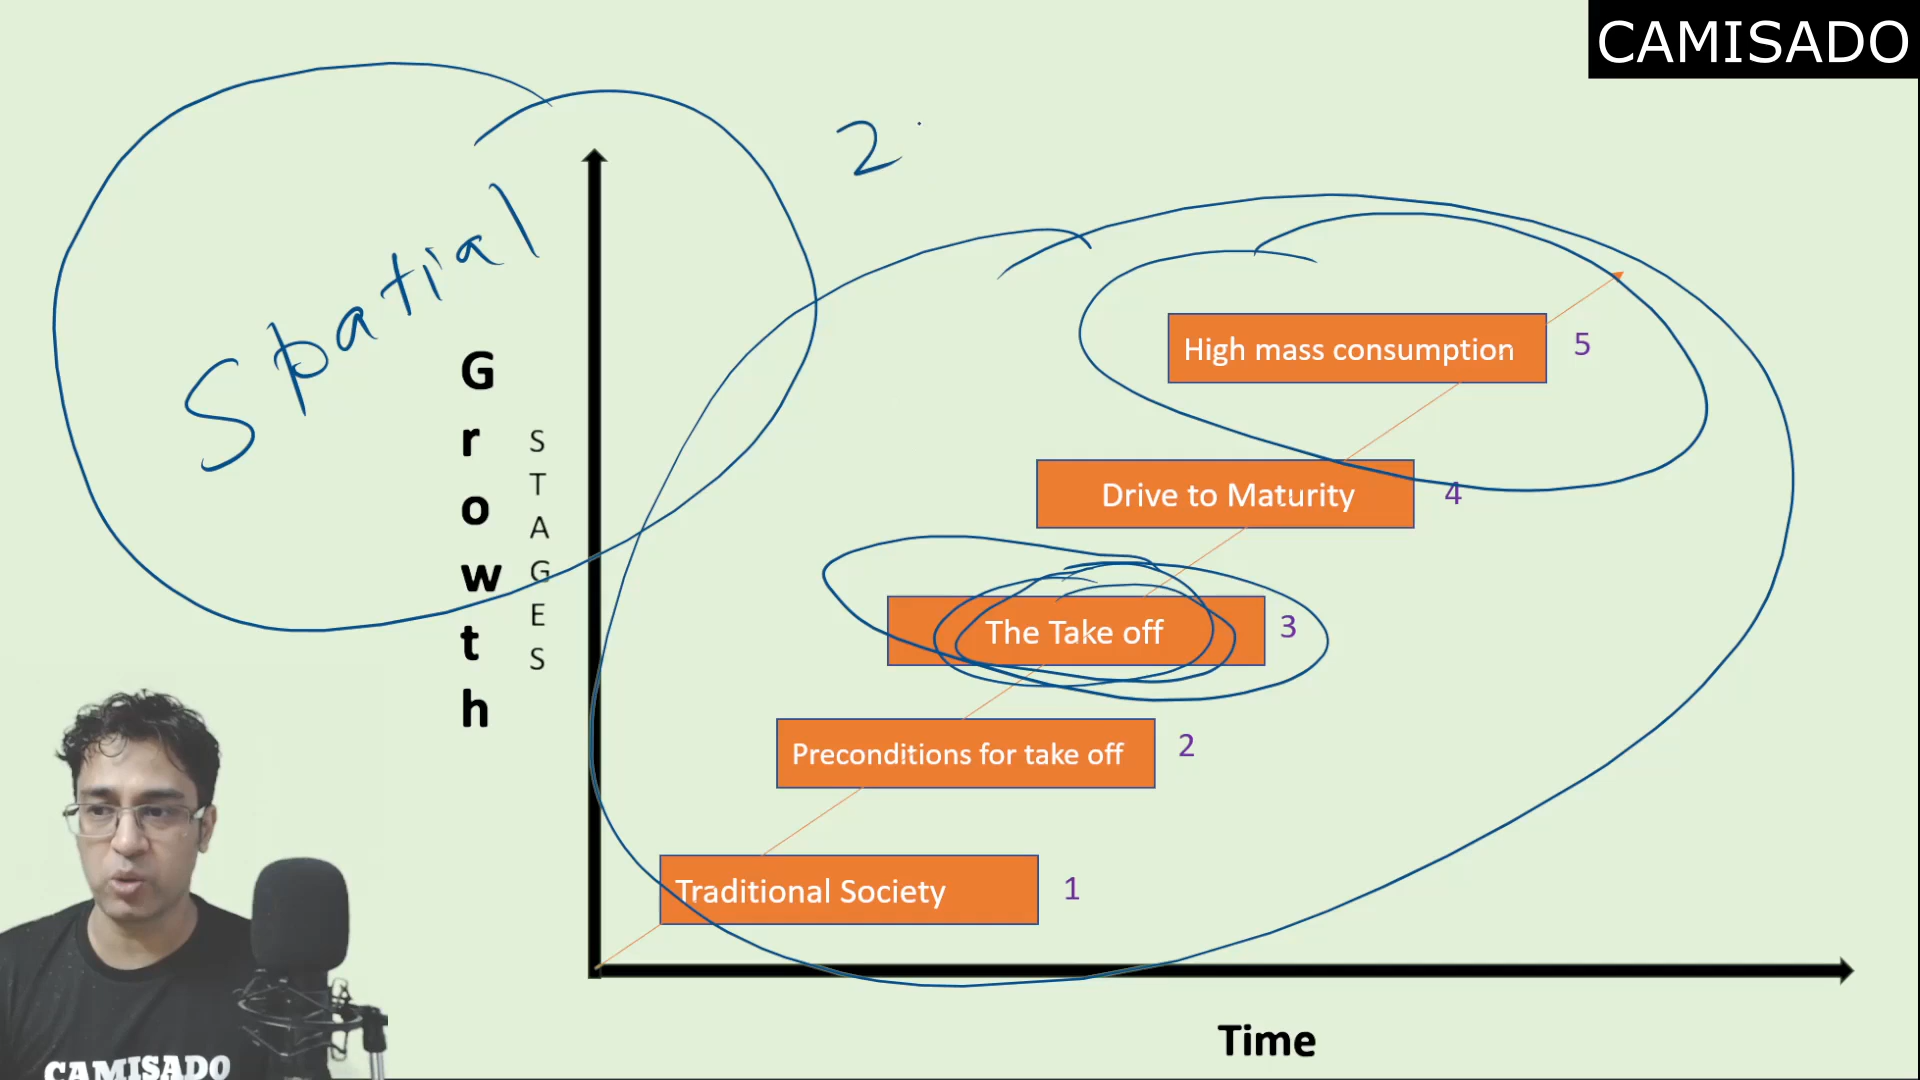 CAMISADO
2
Spatial
Growth
STAGES
High mass consumption 5
Drive to Maturity 4
The Take off 3
Preconditions for take off 2
Traditional Society 1
Time
CAMISADO